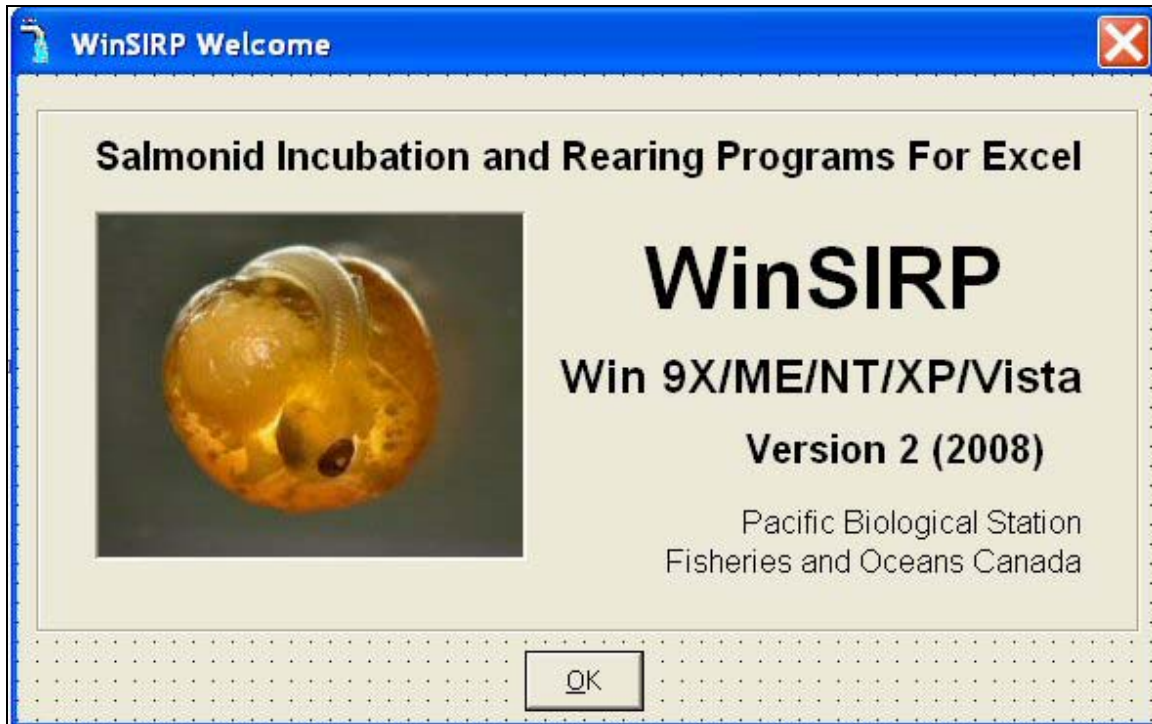 WinSIRP Welcome
Salmonid Incubation and Rearing Programs For Excel
WinSIRP
Win 9X/ME/NT/XP/Vista
Version 2 (2008)
Pacific Biological Station
Fisheries and Oceans Canada
OK